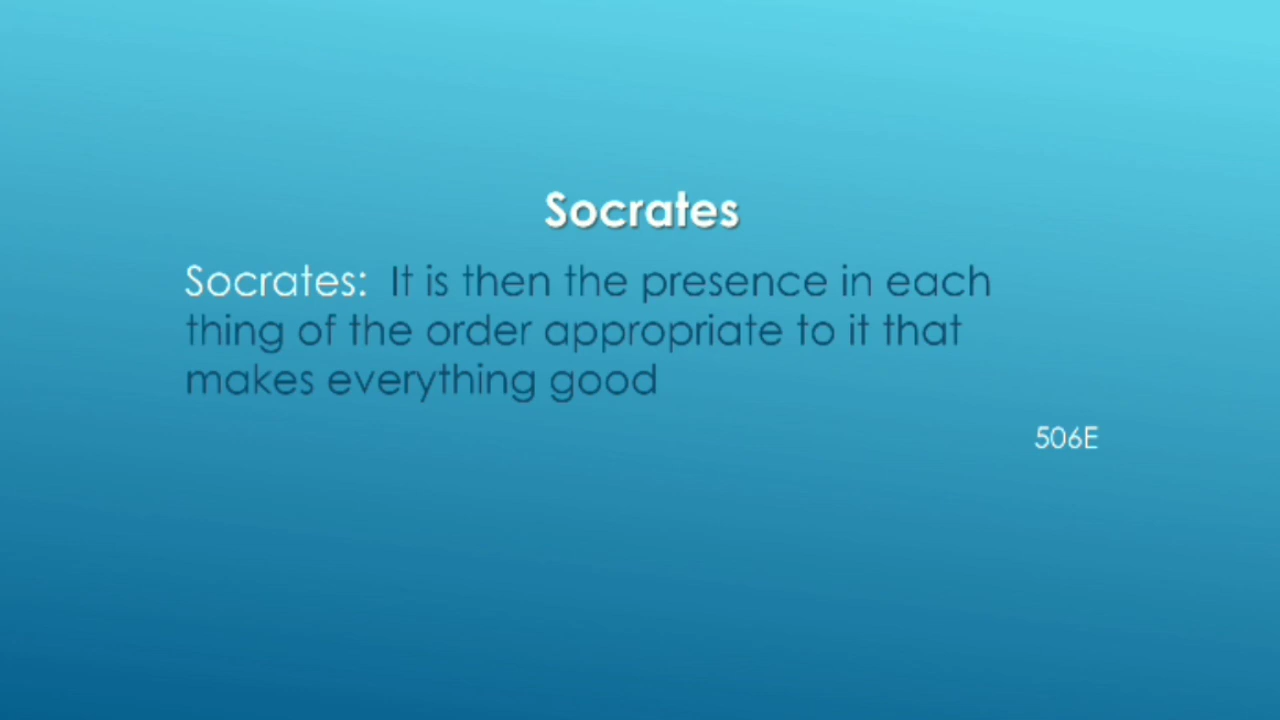 Socrates
Socrates: It is then the presence in each
thing of the order appropriate to it that
makes everything good
506E